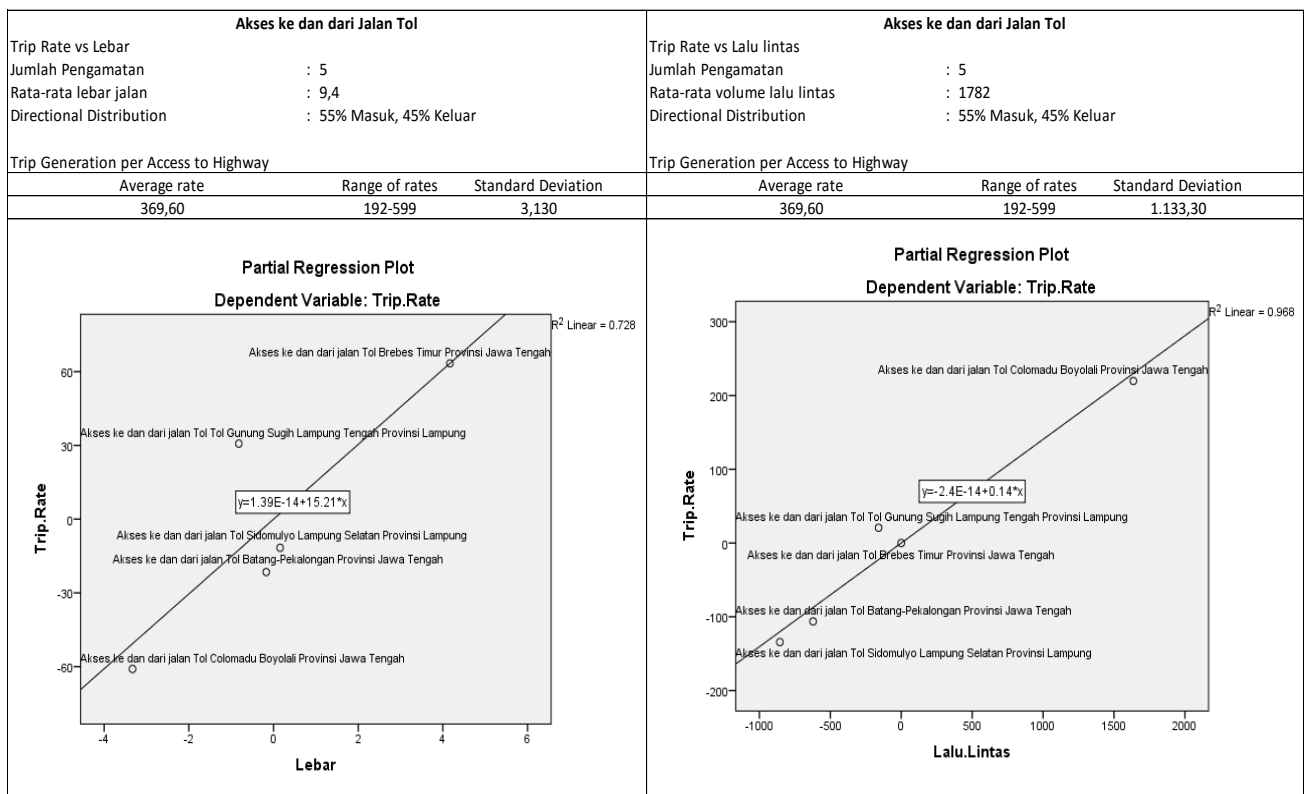 Akses ke dan dari Jalan Tol
Trip Rate vs Lebar
Jumlah Pengamatan : 5
Rata-rata lebar jalan : 9,4
Directional Distribution : 55% Masuk, 45% Keluar
Trip Generation per Access to Highway
Average rate Range of rates Standard Deviation
369,60 192-599 3,130
Partial Regression Plot
Dependent Variable: Trip.Rate
R2 Linear = 0.728
Akses ke dan dari jalan Tol Brebes Timur Provinsi Jawa Tengah
60
Akses ke dan dari jalan Tol Tol Gunung Sugih Lampung Tengah Provinsi Lampung
30
y=1.39E-14+15.21*x
0
Akses ke dan dari jalan Tol Sidomulyo Lampung Selatan Provinsi Lampung
Akses ke dan dari jalan Tol Batang-Pekalongan Provinsi Jawa Tengah
-30
Akses ke dan dari jalan Tol Colomadu Boyolali Provinsi Jawa Tengah
-60
Trip.Rate
-4 -2 0 2 4 6
Lebar
Akses ke dan dari Jalan Tol
Trip Rate vs Lalu lintas
Jumlah Pengamatan : 5
Rata-rata volume lalu lintas : 1782
Directional Distribution : 55% Masuk, 45% Keluar
Trip Generation per Access to Highway
Average rate Range of rates Standard Deviation
369,60 192-599 1.133,30
Partial Regression Plot
Dependent Variable: Trip.Rate
R2 Linear = 0.968
300
Akses ke dan dari jalan Tol Colomadu Boyolali Provinsi Jawa Tengah
200
100
y=-2.4E-14+0.14*x
Akses ke dan dari jalan Tol Tol Gunung Sugih Lampung Tengah Provinsi Lampung
0
Akses ke dan dari jalan Tol Brebes Timur Provinsi Jawa Tengah
-100
Akses ke dan dari jalan Tol Batang-Pekalongan Provinsi Jawa Tengah
Akses ke dan dari jalan Tol Sidomulyo Lampung Selatan Provinsi Lampung
-200
Trip.Rate
-1000 -500 0 500 1000 1500 2000
Lalu.Lintas